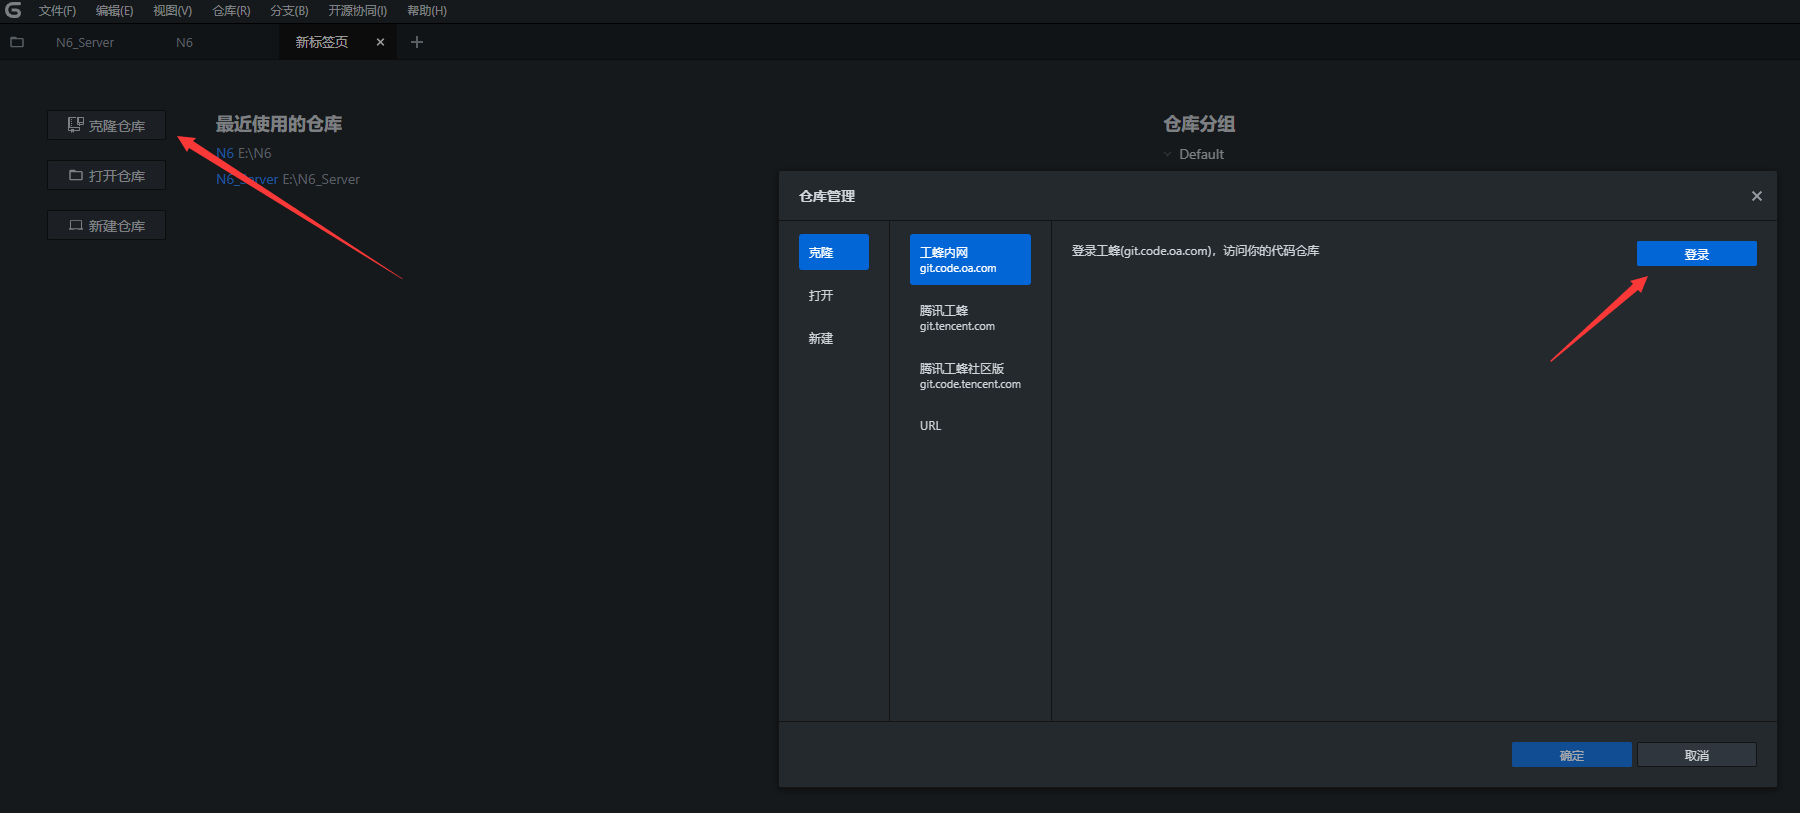 文件(F) 编辑(E) 视图(V) 仓库(R) 分支(B) 开源协同(I) 帮助(H)
N6_Server N6 新标签页
克隆仓库
打开仓库
新建仓库
最近使用的仓库
N6 E:\N6
N6_Server E:\N6_Server
仓库分组
Default
仓库管理
克隆
打开
新建
工蜂内网
git.code.oa.com
腾讯工蜂
git.tencent.com
腾讯工蜂社区版
git.code.tencent.com
URL
登录工蜂(git.code.oa.com)，访问你的代码仓库
登录
确定 取消